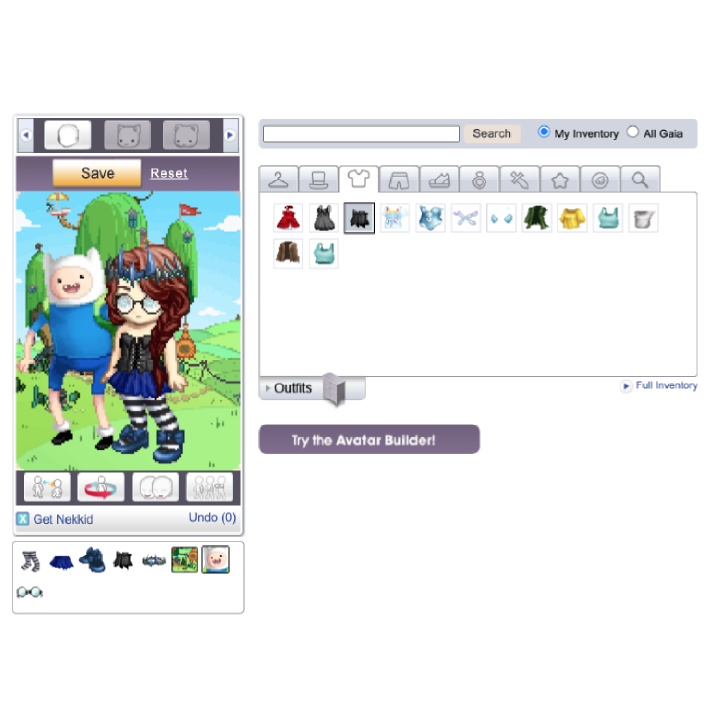 Search
My Inventory
All Gaia
Save
Reset
Outfits
Full Inventory
Try the Avatar Builder!
Get Nekkid
Undo (0)